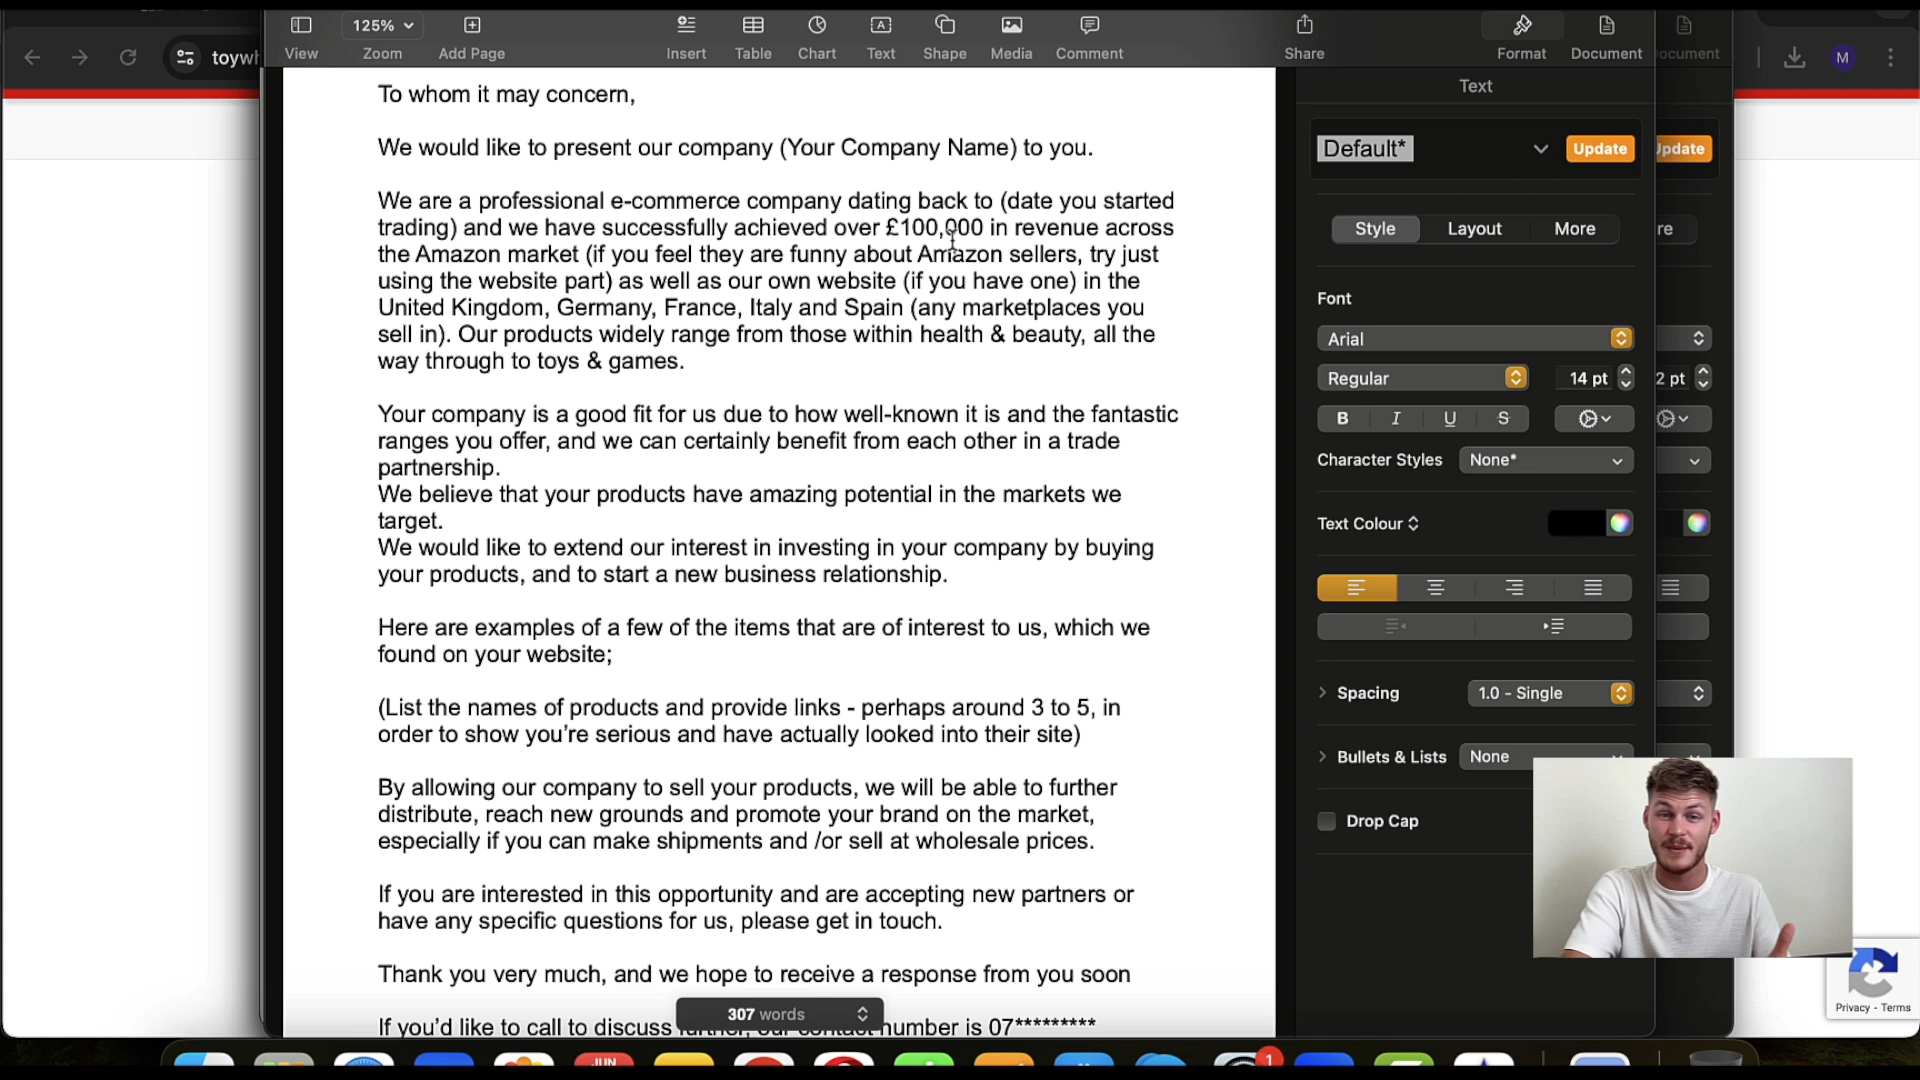 125%
View
Zoom
Add Page
Insert
Table
Chart
Text
Shape
Media
Comment
Share
Format
Document
ocument
toywh
M
To whom it may concern,
We would like to present our company (Your Company Name) to you.
We are a professional e-commerce company dating back to (date you started
trading) and we have successfully achieved over £100,000 in revenue across
the Amazon market (if you feel they are funny about Amazon sellers, try just
using the website part) as well as our own website (if you have one) in the
United Kingdom, Germany, France, Italy and Spain (any marketplaces you
sell in). Our products widely range from those within health & beauty, all the
way through to toys & games.
Your company is a good fit for us due to how well-known it is and the fantastic
ranges you offer, and we can certainly benefit from each other in a trade
partnership.
We believe that your products have amazing potential in the markets we
target.
We would like to extend our interest in investing in your company by buying
your products, and to start a new business relationship.
Here are examples of a few of the items that are of interest to us, which we
found on your website;
(List the names of products and provide links - perhaps around 3 to 5, in
order to show you're serious and have actually looked into their site)
By allowing our company to sell your products, we will be able to further
distribute, reach new grounds and promote your brand on the market,
especially if you can make shipments and /or sell at wholesale prices.
If you are interested in this opportunity and are accepting new partners or
have any specific questions for us, please get in touch.
Thank you very much, and we hope to receive a response from you soon
If you'd like to call to discuss number is 07*********
307 words
Text
Default*
Update
Update
Style
Layout
More
re
Font
Arial
Regular
14 pt
2 pt
B I U S
Character Styles
None*
Text Colour
Spacing
1.0 - Single
Bullets & Lists
None
Drop Cap
Privacy - Terms
JUN
1